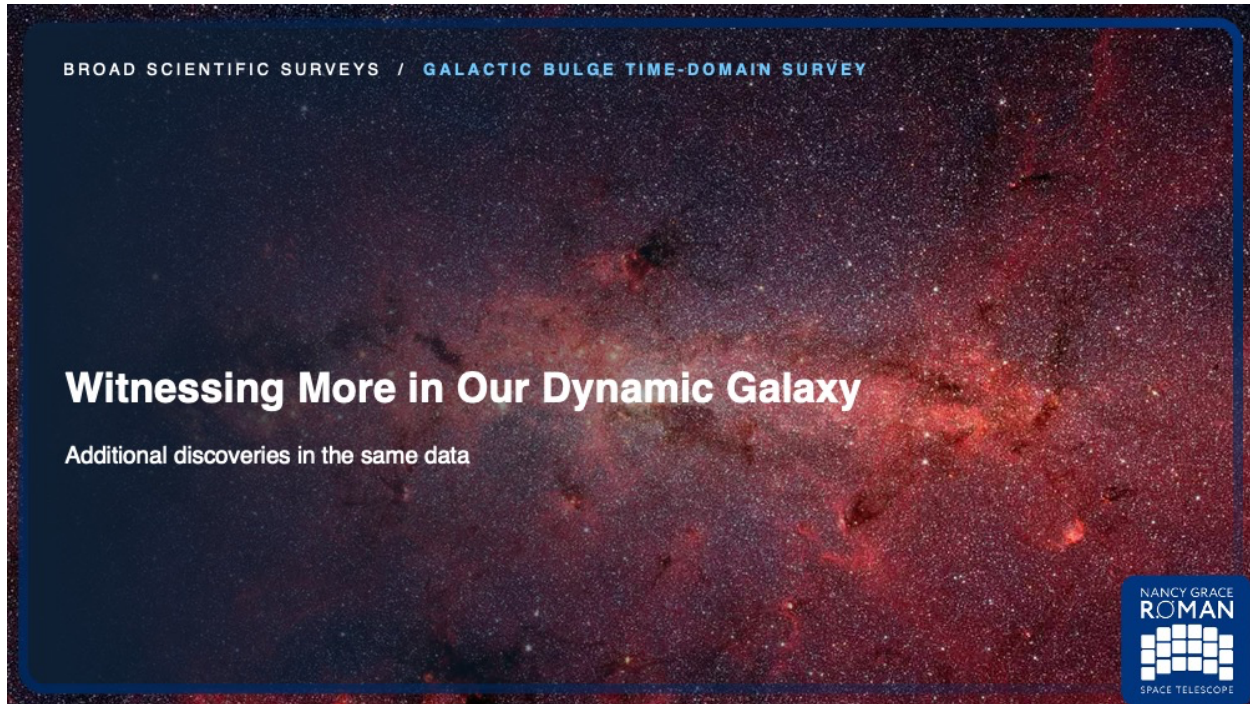 BROAD SCIENTIFIC SURVEYS / GALACTIC BULGE TIME-DOMAIN SURVEY
Witnessing More in Our Dynamic Galaxy
Additional discoveries in the same data
NANCY GRACE
ROMAN
SPACE TELESCOPE